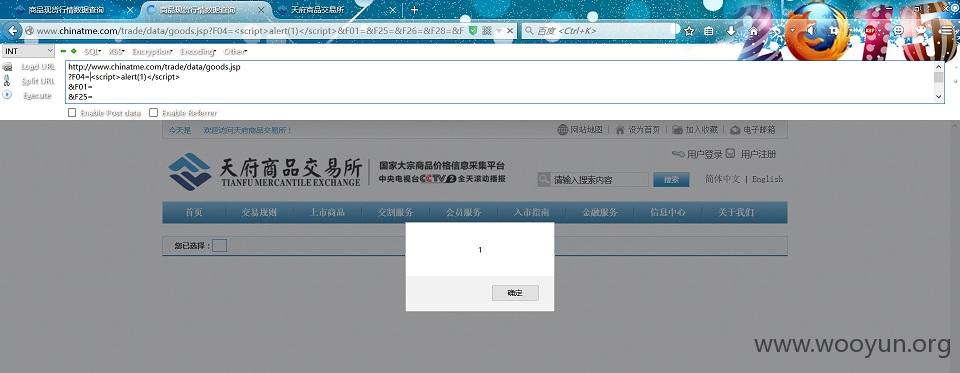 商品现货行情数据查询
商品现货行情数据查询
天府商品交易所
www.chinatme.com/trade/data/goods.jsp?F04=<script>alert(1)</script>&F01=&F25=&F26=&F28=&F
百度 <Ctrl+K>
INT
SQL XSS Encryption Encoding Other
Load URL
Split URL
Execute
http://www.chinatme.com/trade/data/goods.jsp
?F04=<script>alert(1)</script>
&F01=
&F25=
Enable Post data Enable Referrer
今天是 欢迎访问天府商品交易所！
网站地图 设为首页 加入收藏 电子邮箱
天府商品交易所
TIANFU MERCANTILE EXCHANGE
国家大宗商品价格信息采集平台
中央电视台CCTV2全天滚动播报
用户登录 用户注册
请输入搜索内容
搜索
简体中文 | English
首页 交易规则 上市商品 交割服务 会员服务 入市指南 金融服务 信息中心 关于我们
您已选择：
1
确定
www.wooyun.org